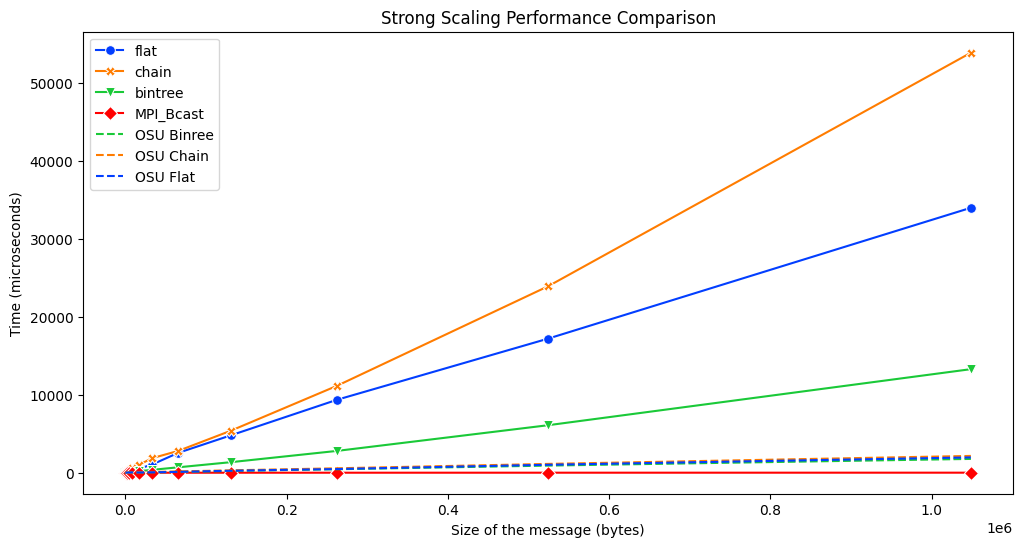 Strong Scaling Performance Comparison
flat
chain
bintree
MPI_Bcast
OSU Binree
OSU Chain
OSU Flat
Time (microseconds)
50000
40000
30000
20000
10000
0
0.0 0.2 0.4 0.6 0.8 1.0
1e6
Size of the message (bytes)